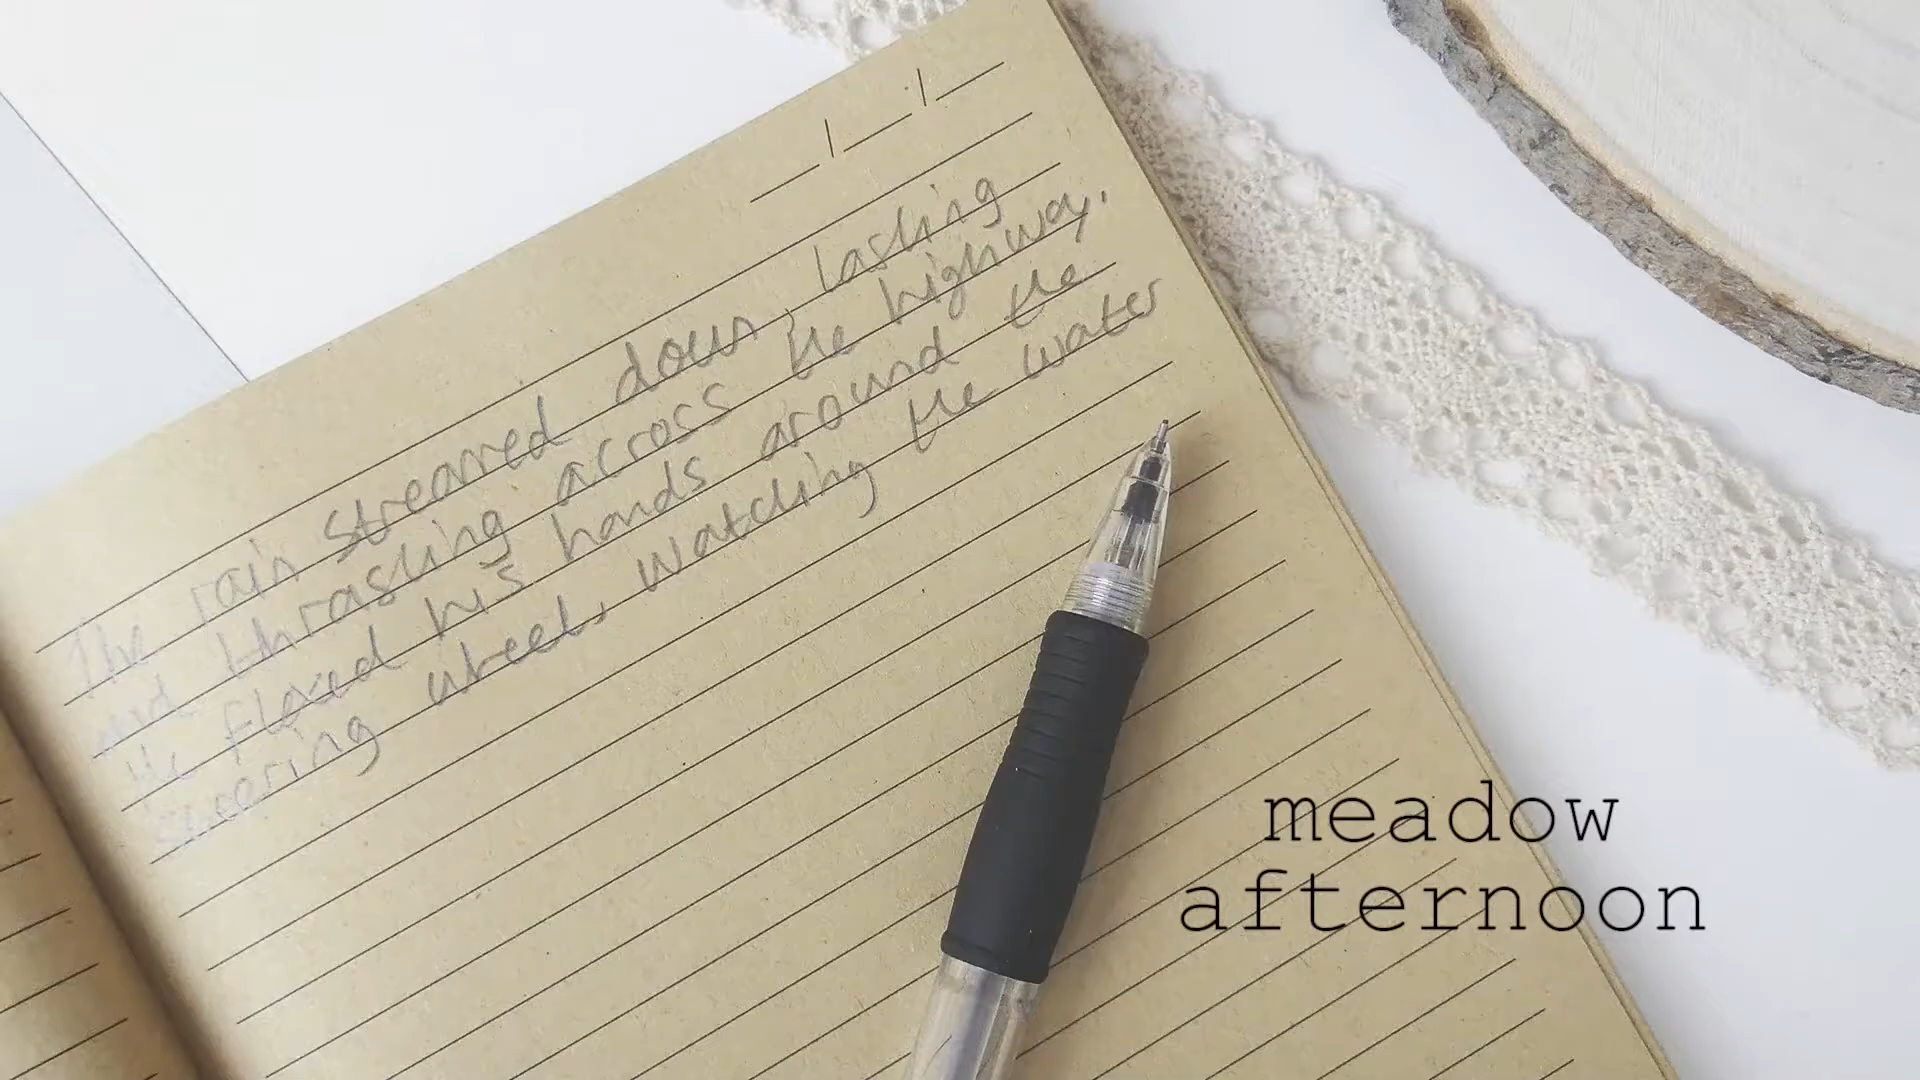 The rain streamed down, lashing
and thrashing across the highway.
He flexed his hands around the
steering wheel, watching the water
meadow
afternoon